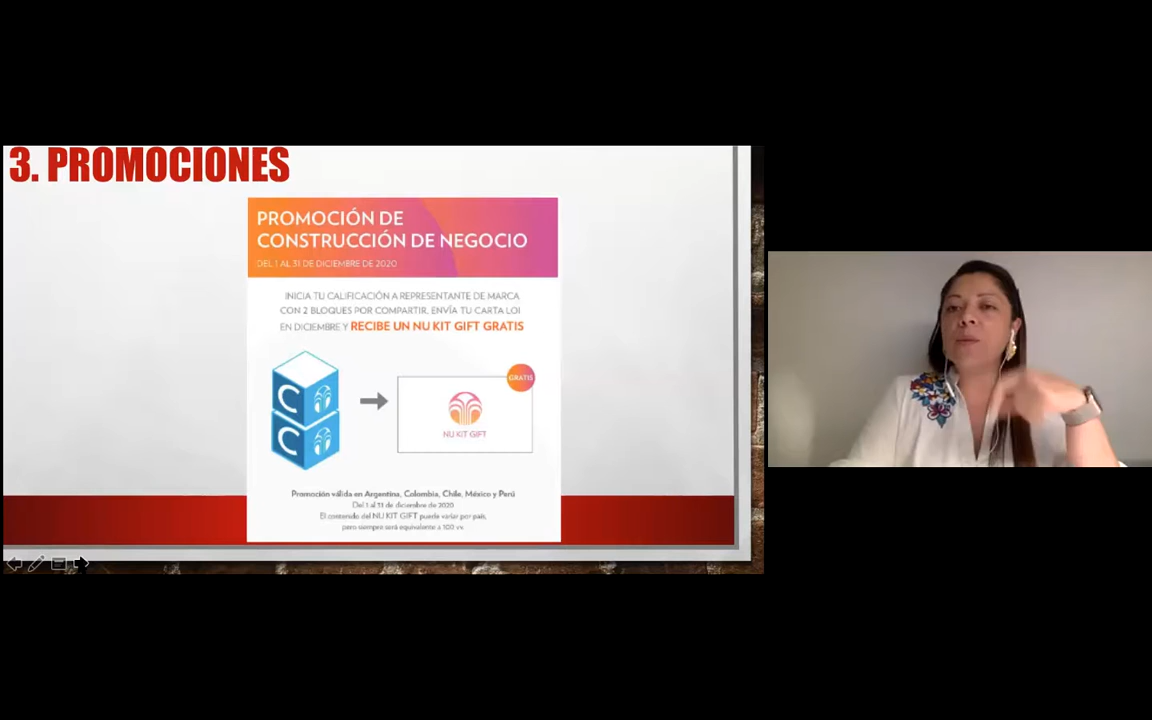 3. PROMOCIONES
PROMOCIÓN DE
CONSTRUCCIÓN DE NEGOCIO
DEL 1 AL 31 DE DICIEMBRE DE 2020
INICIA TU CALIFICACIÓN A REPRESENTANTE DE MARCA
CON 2 BLOQUES POR COMPARTIR, ENVÍA TU CARTA LOI
EN DICIEMBRE Y RECIBE UN NU KIT GIFT GRATIS
GRATIS
C
C
NU KIT GIFT
Promoción válida en Argentina, Colombia, Chile, México y Perú
Del 1 al 31 de diciembre de 2020
El contenido del NU KIT GIFT puede variar por país,
pero siempre será equivalente a 100 vv.